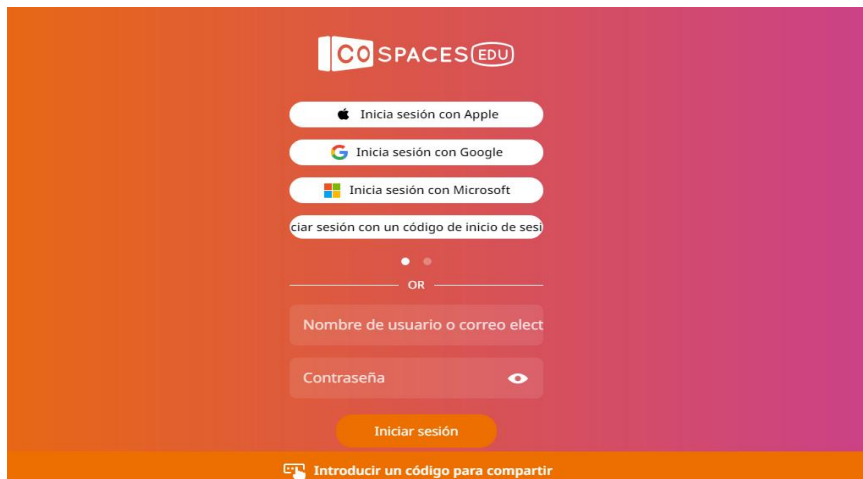 CO SPACES EDU
Inicia sesión con Apple
Inicia sesión con Google
Inicia sesión con Microsoft
ciar sesión con un código de inicio de sesi
OR
Nombre de usuario o correo elect
Contraseña
Iniciar sesión
Introducir un código para compartir